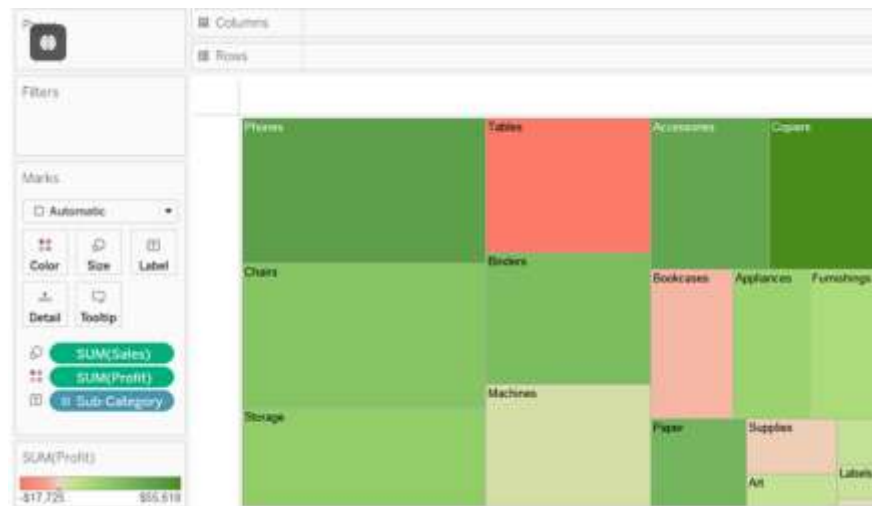 Columns
Rows
Filters
Marks
Automatic
Color
Size
Label
Detail
Tooltip
SUM(Sales)
SUM(Profit)
Sub-Category
SUM(Profit)
-$17,725
$55,618
Phones
Tables
Accessories
Copiers
Chairs
Binders
Bookcases
Appliances
Furnishings
Storage
Machines
Paper
Supplies
Art
Labels